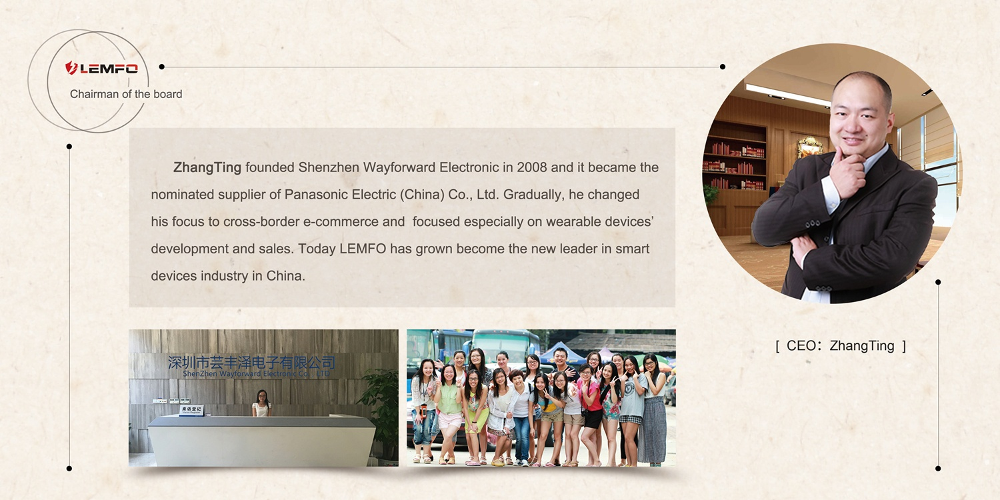 LEMFO
Chairman of the board
ZhangTing founded Shenzhen Wayforward Electronic in 2008 and it became the
nominated supplier of Panasonic Electric (China) Co., Ltd. Gradually, he changed
his focus to cross-border e-commerce and  focused especially on wearable devices’
development and sales. Today LEMFO has grown become the new leader in smart
devices industry in China.
[  CEO：ZhangTing  ]
深圳市芸丰泽电子有限公司
ShenZhen Wayforward Electronic Co., LTD
来访登记